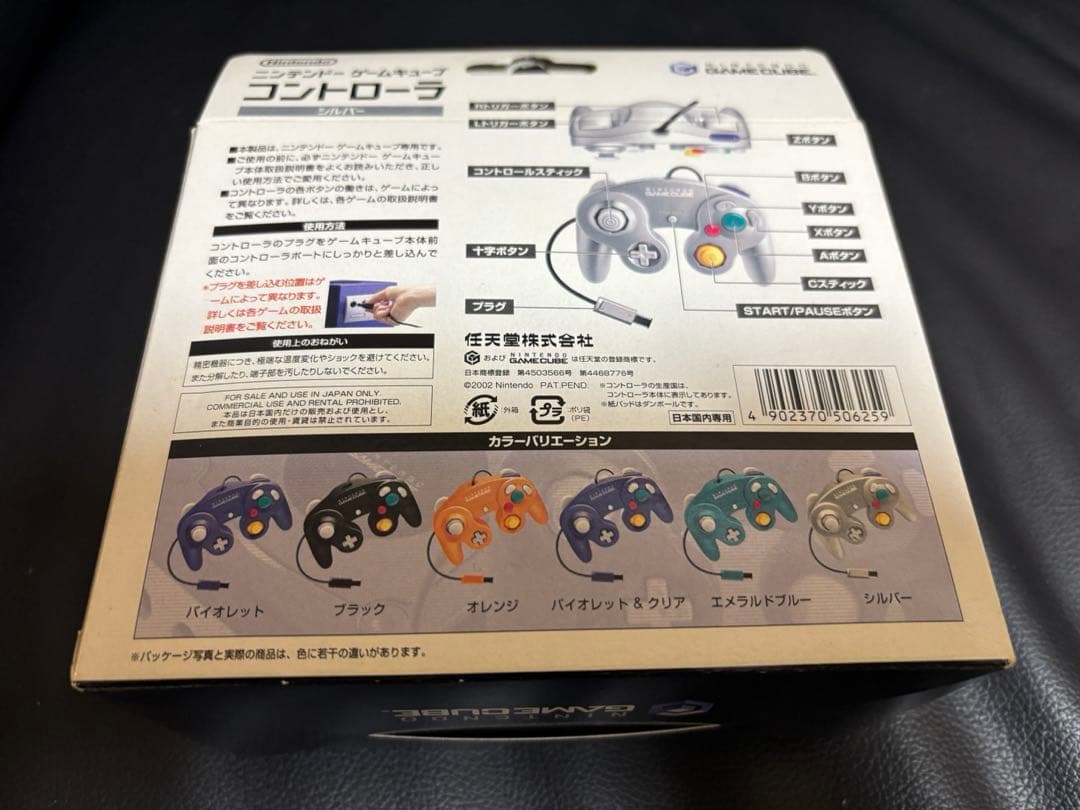 Nintendo
ニンテンドー ゲームキューブ
コントローラ
シルバー
■本製品は、ニンテンドー ゲームキューブ専用です。
■ご使用の前に、必ずニンテンドー ゲームキュー
ブ本体取扱説明書をよくお読みいただき、正し
い使用方法でご愛用ください。
■コントローラの各ボタンの働きは、ゲームによっ
て異なります。詳しくは、各ゲームの取扱説明書
をご覧ください。
使用方法
コントローラのプラグをゲームキューブ本体前
面のコントローラポートにしっかりと差し込んで
ください。
*プラグを差し込む位置はゲ
ームによって異なります。
詳しくは各ゲームの取扱
説明書をご覧ください。
使用上のおねがい
精密機器につき、極端な温度変化やショックを避けてください。
また分解したり、端子部を汚したりしないでください。
FOR SALE AND USE IN JAPAN ONLY.
COMMERCIAL USE AND RENTAL PROHIBITED.
本品は日本国内だけの販売および使用とし、
また商業目的の使用・賃貸は禁止されています。
NINTENDO
GAMECUBE
Rトリガーボタン
Lトリガーボタン
Zボタン
コントロールスティック
Bボタン
Yボタン
Xボタン
十字ボタン
Aボタン
Cスティック
プラグ
START/PAUSEボタン
NINTENDO
GAMECUBE
任天堂株式会社
および NINTENDO GAMECUBE は任天堂の登録商標です。
日本商標登録 第4503566号 第4468776号
©2002 Nintendo PAT.PEND.
※コントローラの生産国は、
コントローラ本体に表示してあります。
※紙パッドはダンボールです。
紙 :外箱
プラ :ポリ袋
(PE)
日本国内専用
4 902370 506259
カラーバリエーション
バイオレット
ブラック
オレンジ
バイオレット & クリア
エメラルドブルー
シルバー
※パッケージ写真と実際の商品は、色に若干の違いがあります。
NINTENDO
GAMECUBE™